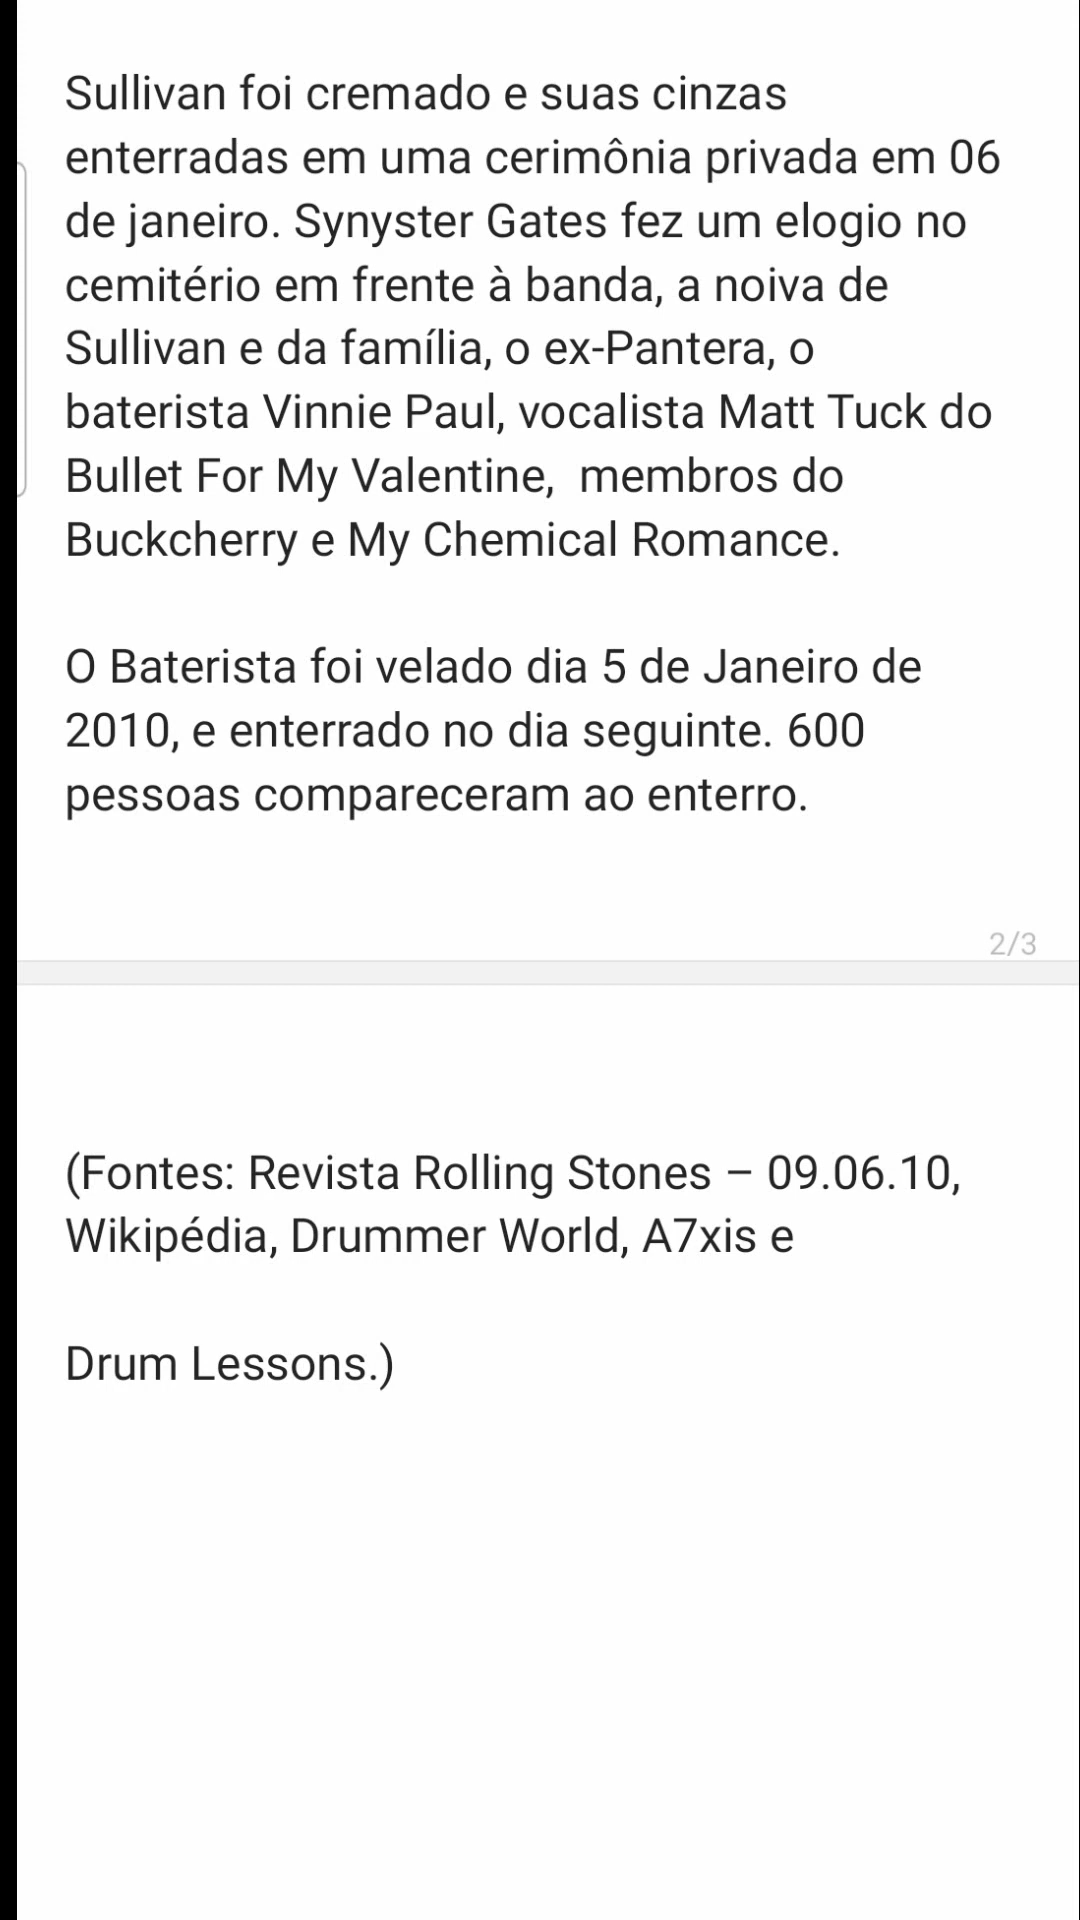 Sullivan foi cremado e suas cinzas
enterradas em uma cerimônia privada em 06
de janeiro. Synyster Gates fez um elogio no
cemitério em frente à banda, a noiva de
Sullivan e da família, o ex-Pantera, o
baterista Vinnie Paul, vocalista Matt Tuck do
Bullet For My Valentine,  membros do
Buckcherry e My Chemical Romance.
O Baterista foi velado dia 5 de Janeiro de
2010, e enterrado no dia seguinte. 600
pessoas compareceram ao enterro.
2/3
(Fontes: Revista Rolling Stones – 09.06.10,
Wikipédia, Drummer World, A7xis e
Drum Lessons.)